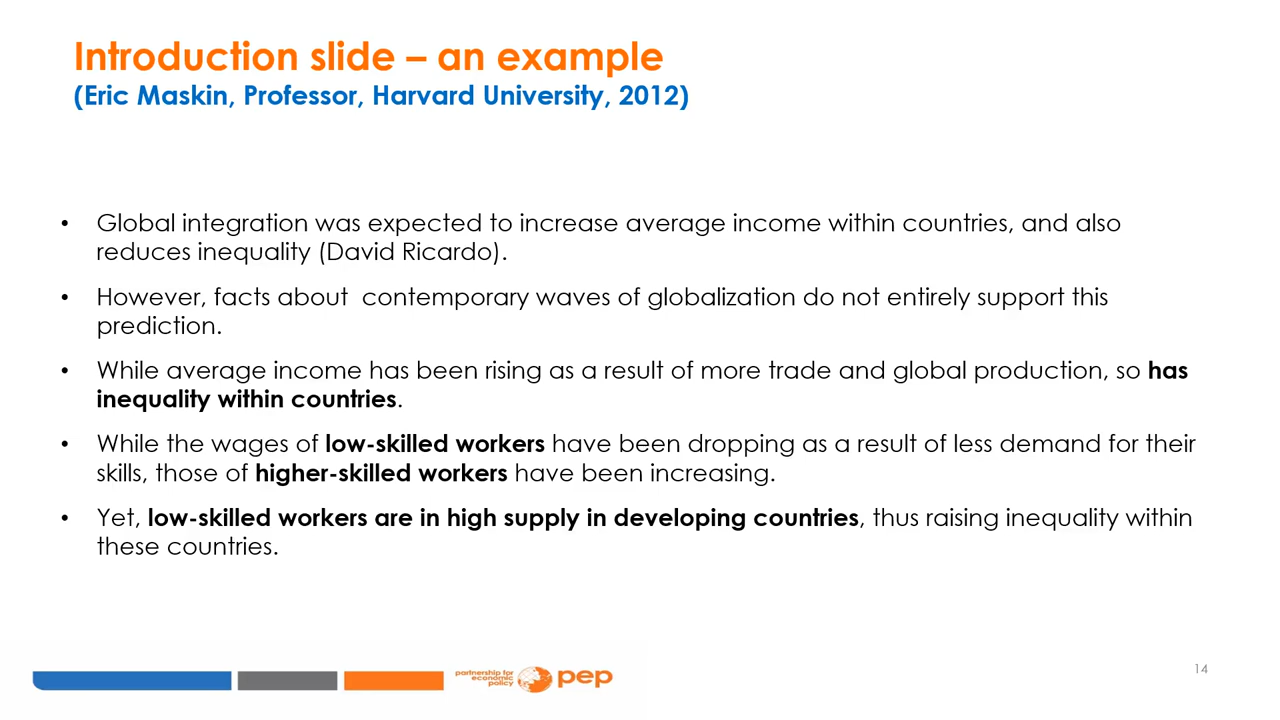 Introduction slide – an example
(Eric Maskin, Professor, Harvard University, 2012)
• Global integration was expected to increase average income within countries, and also
reduces inequality (David Ricardo).
• However, facts about  contemporary waves of globalization do not entirely support this
prediction.
• While average income has been rising as a result of more trade and global production, so has
inequality within countries.
• While the wages of low-skilled workers have been dropping as a result of less demand for their
skills, those of higher-skilled workers have been increasing.
• Yet, low-skilled workers are in high supply in developing countries, thus raising inequality within
these countries.
partnership for
economic
policy
pep
14